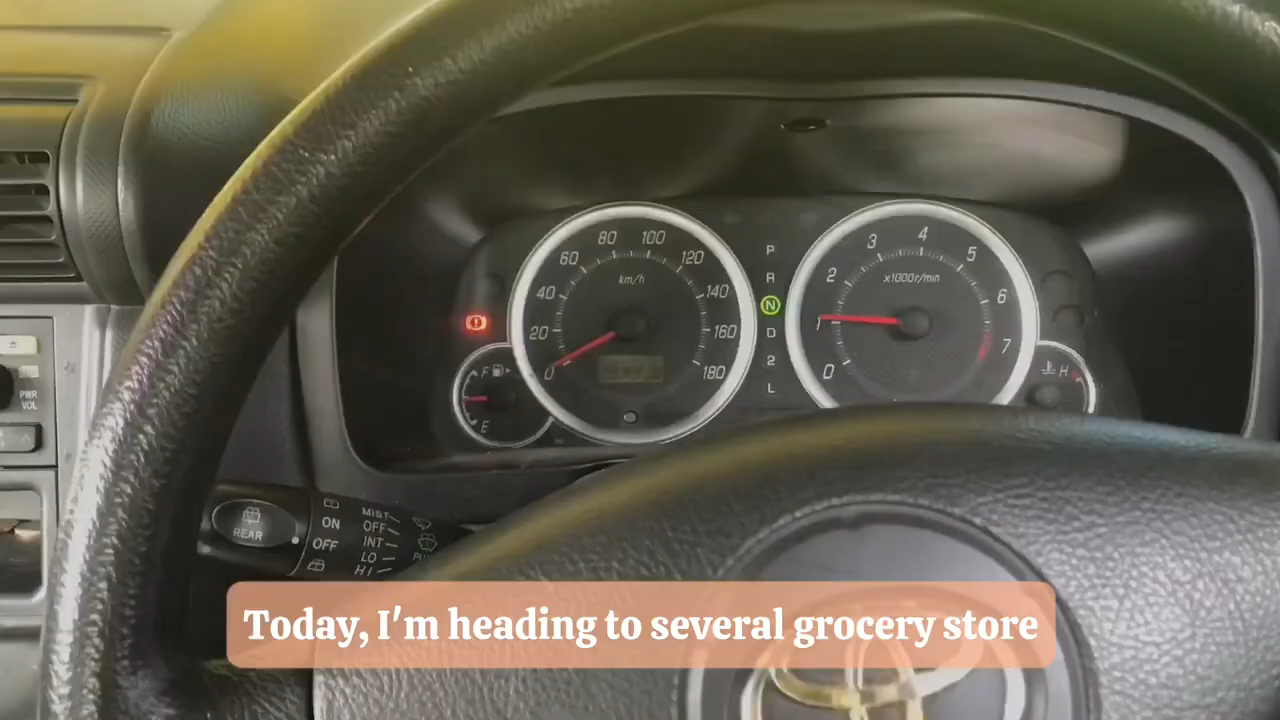 80 100
60 120
km/h
40 140
20 160
0 180
P
R
N
D
2
L
3 4 5
2 6
x1000r/min
1 7
0
F
E
H
PWR
VOL
REAR
ON
OFF
MIST
OFF
INT
LO
HI
Today, I'm heading to several grocery store